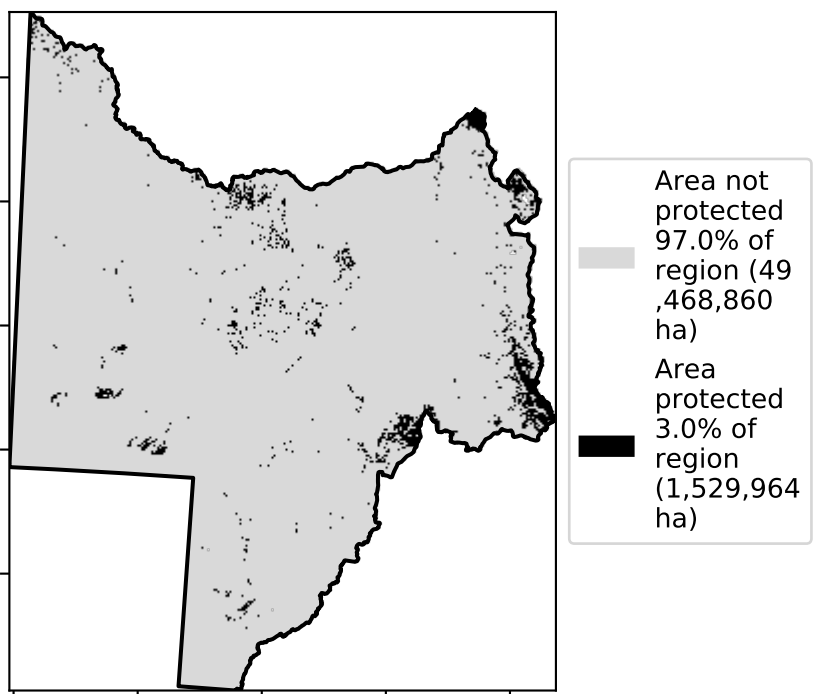 Area not
protected
97.0% of
region (49
,468,860
ha)
Area
protected
3.0% of
region
(1,529,964
ha)